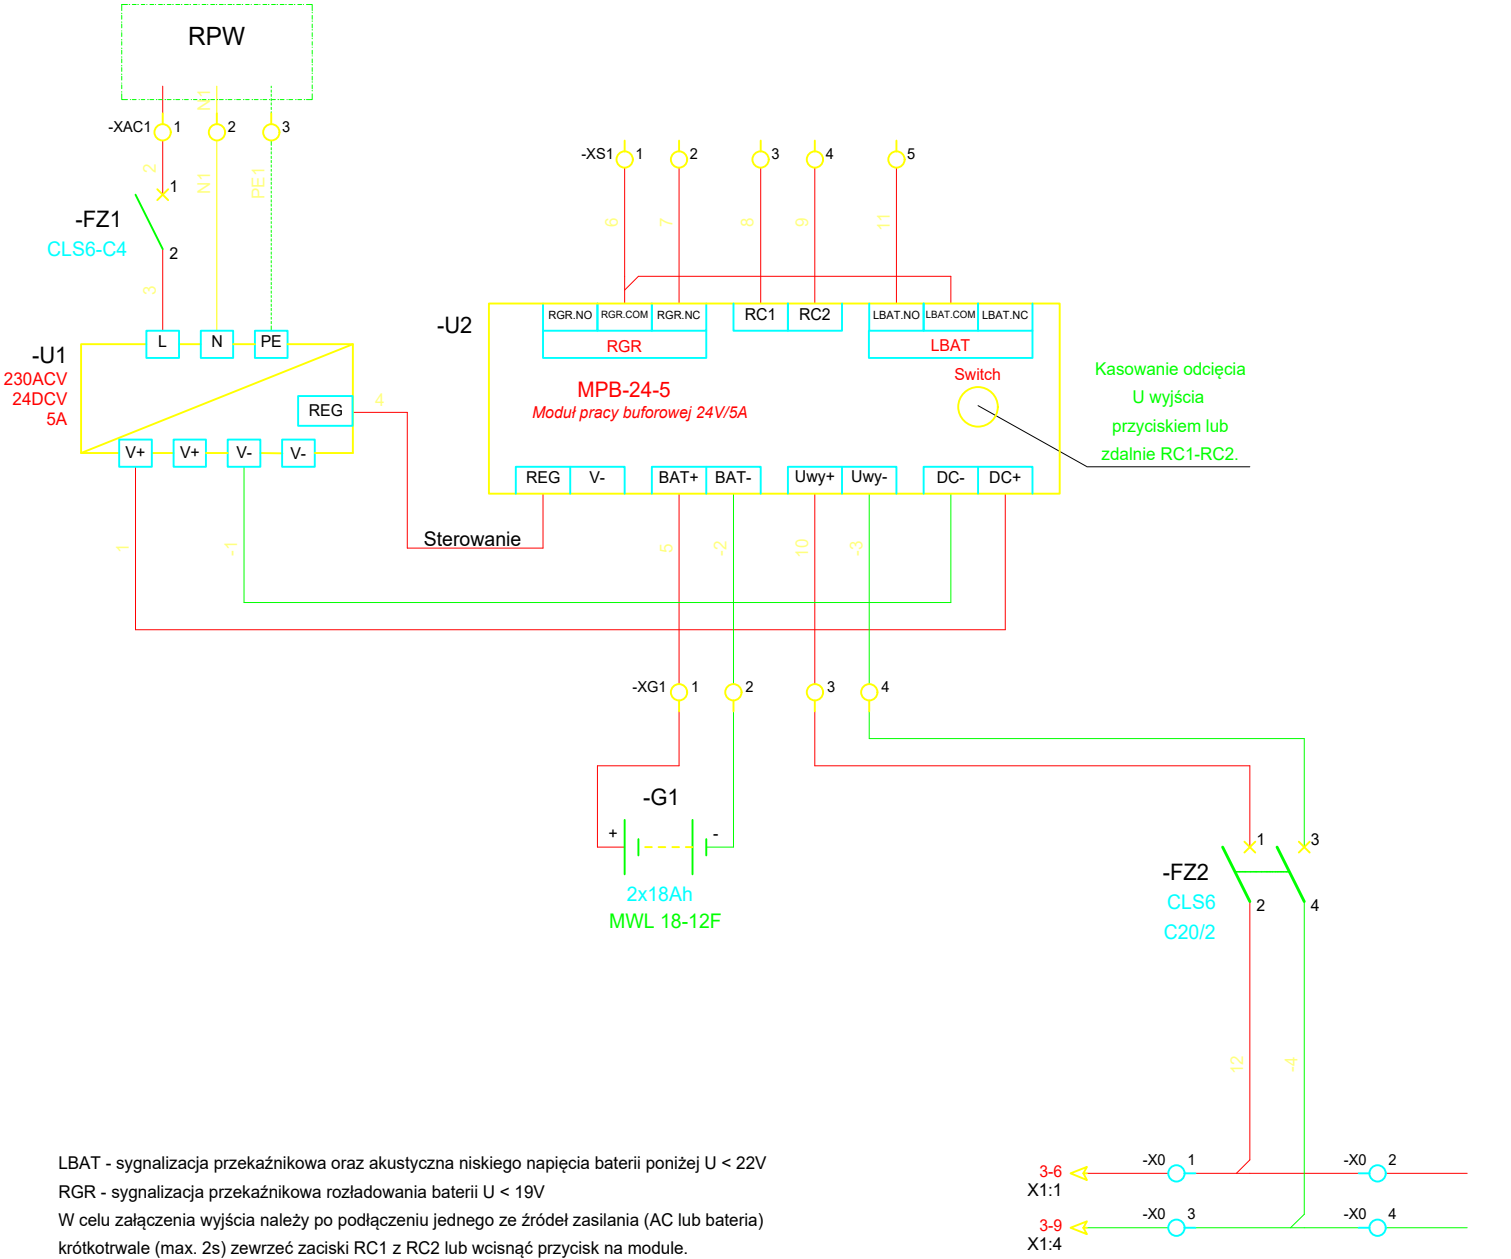 RPW
N1
-XAC1 1 2 3
2 N1 PE1
1
-FZ1
CLS6-C4
2
3
L N PE
-U1
230ACV
24DCV
5A
REG
4
V+ V+ V- V-
1 -1
Sterowanie
-XS1 1 2 3 4 5
6 7 8 9 11
-U2
RGR.NO RGR.COM RGR.NC RC1 RC2 LBAT.NO LBAT.COM LBAT.NC
RGR LBAT
MPB-24-5
Moduł pracy buforowej 24V/5A
Switch
Kasowanie odcięcia
U wyjścia
przyciskiem lub
zdalnie RC1-RC2.
REG V- BAT+ BAT- Uwy+ Uwy- DC- DC+
5 -2 10 -3
-XG1 1 2 3 4
-G1
+ -
2x18Ah
MWL 18-12F
1 3
-FZ2
CLS6
C20/2
2 4
12 -4
3-6
X1:1
-X0 1 -X0 2
3-9
X1:4
-X0 3 -X0 4
LBAT - sygnalizacja przekaźnikowa oraz akustyczna niskiego napięcia baterii poniżej U < 22V
RGR - sygnalizacja przekaźnikowa rozładowania baterii U < 19V
W celu załączenia wyjścia należy po podłączeniu jednego ze źródeł zasilania (AC lub bateria)
krótkotrwale (max. 2s) zewrzeć zaciski RC1 z RC2 lub wcisnąć przycisk na module.